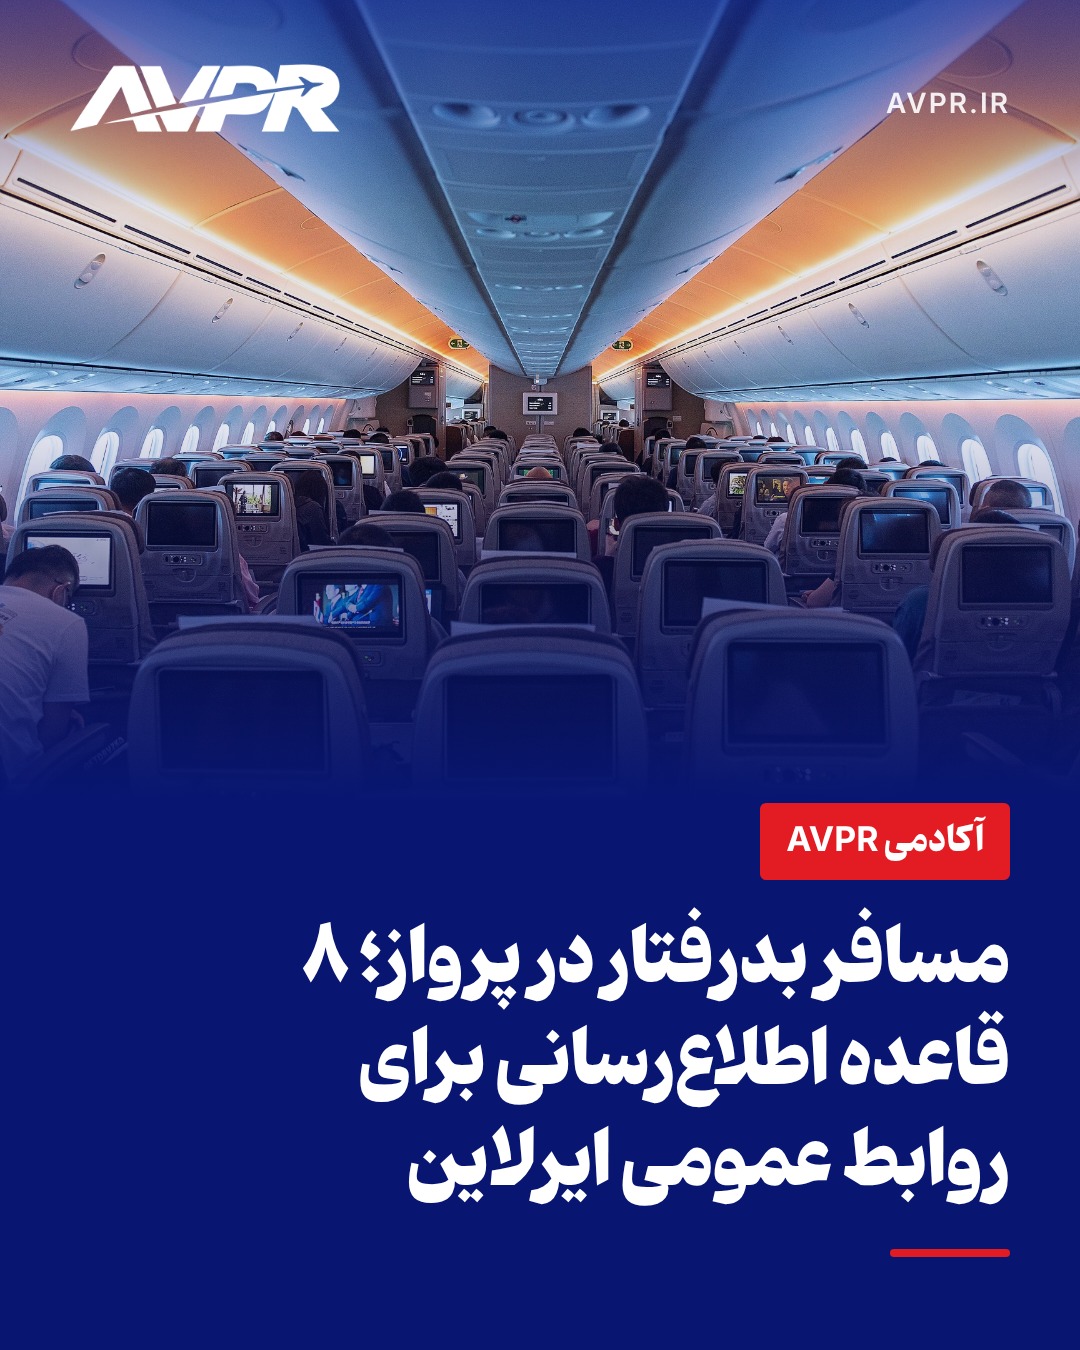 AVPR
AVPR.IR
آکادمی AVPR
مسافر بدرفتار در پرواز؛ ۸
قاعده اطلاع‌رسانی برای
روابط عمومی ایرلاین